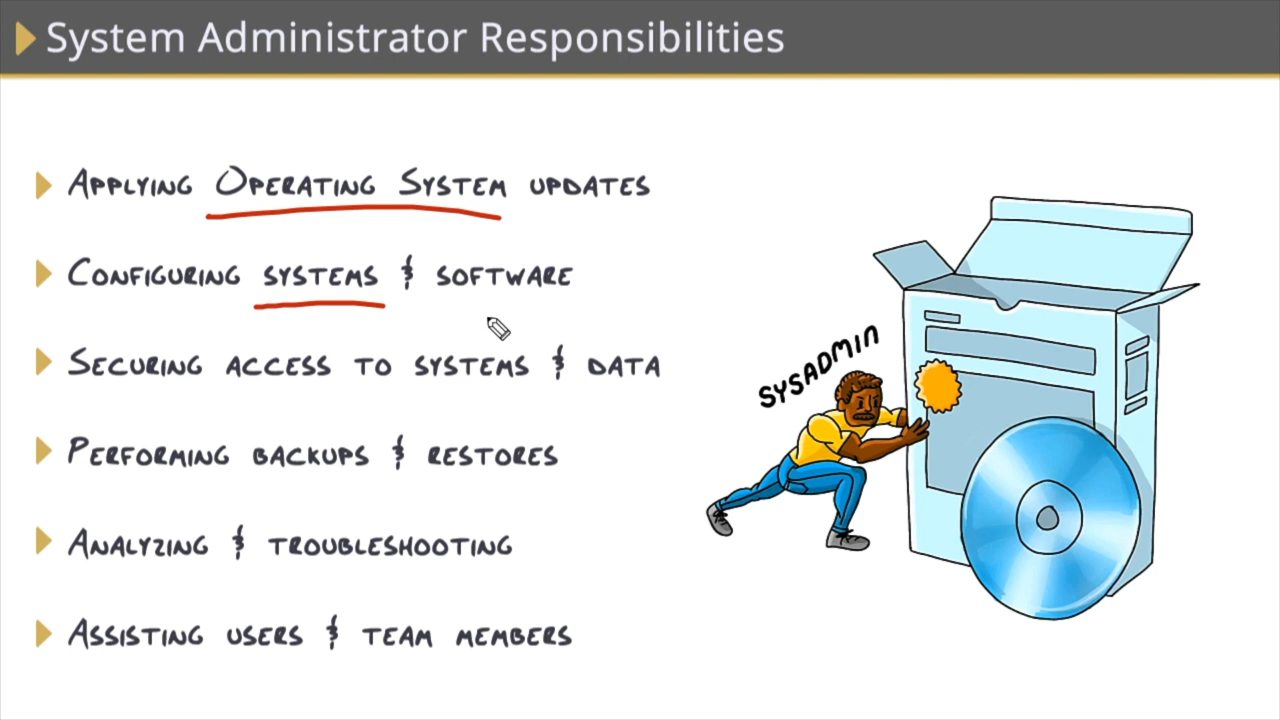 System Administrator Responsibilities
Applying Operating System updates
Configuring systems & software
Securing access to systems & data
Performing backups & restores
Analyzing & troubleshooting
Assisting users & team members
SYSADMIN